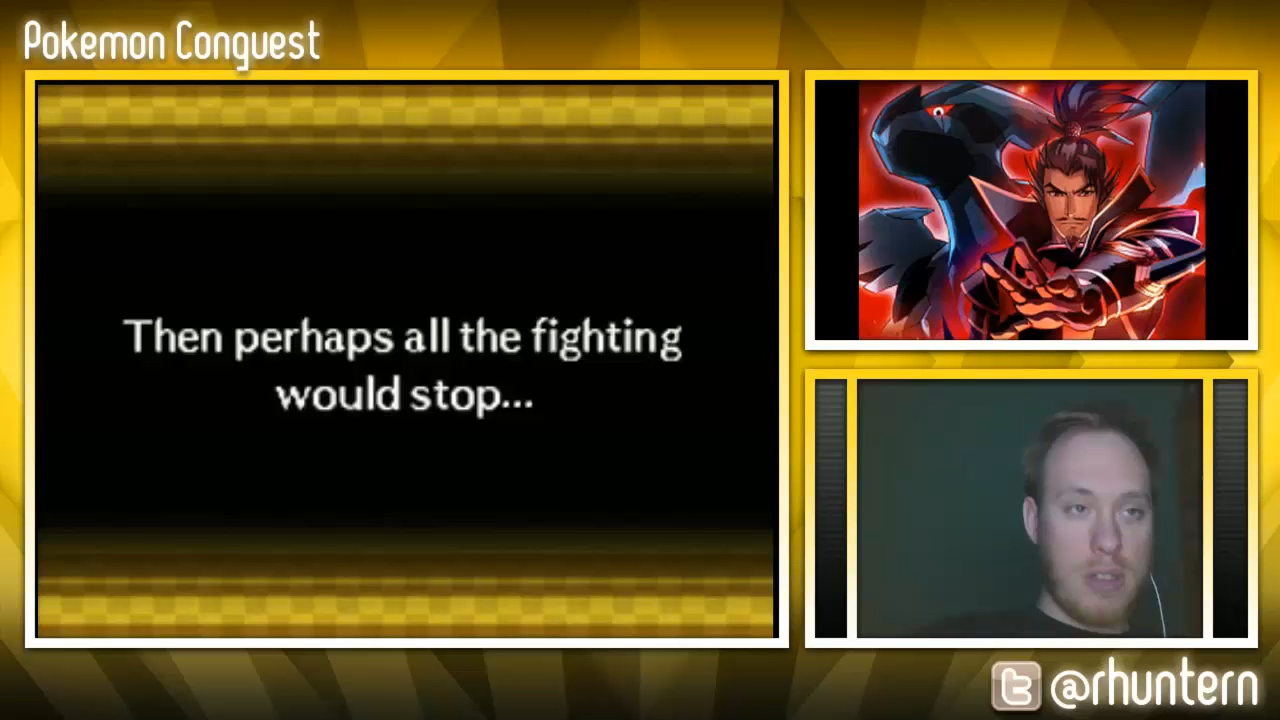 Pokemon Conquest
Then perhaps all the fighting
would stop...
@rhuntern